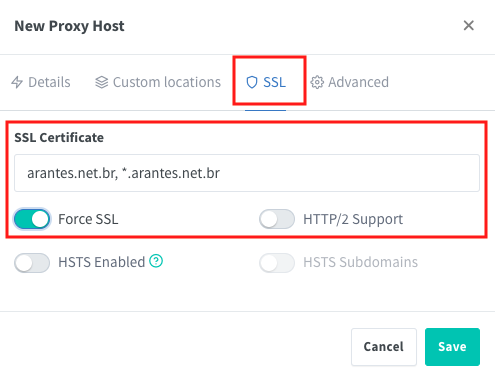 New Proxy Host
Details Custom locations SSL Advanced
SSL Certificate
arantes.net.br, *.arantes.net.br
Force SSL HTTP/2 Support
HSTS Enabled ? HSTS Subdomains
Cancel Save